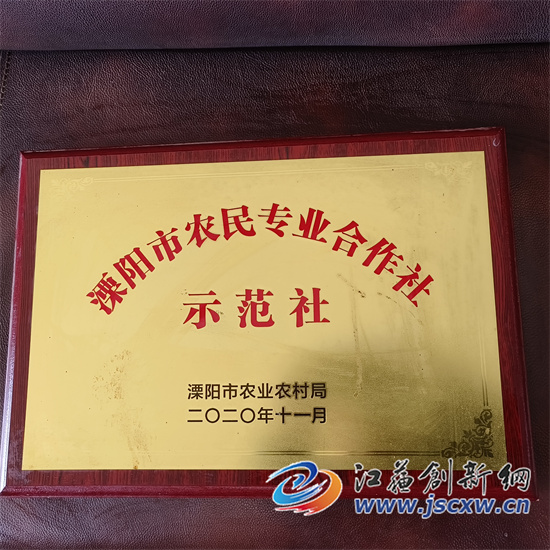 溧阳市农民专业合作社
示范社
溧阳市农业农村局
二〇二〇年十一月
江苏创新网
www.jscxw.cn